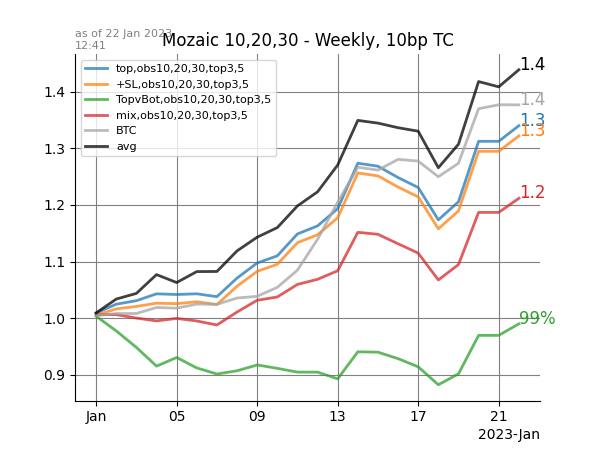 as of 22 Jan 2023
12:41
Mozaic 10,20,30 - Weekly, 10bp TC
top,obs10,20,30,top3,5
+SL,obs10,20,30,top3,5
TopvBot,obs10,20,30,top3,5
mix,obs10,20,30,top3,5
BTC
avg
1.4
1.4
1.3
1.3
1.2
99%
1.4
1.3
1.2
1.1
1.0
0.9
Jan 05 09 13 17 21
2023-Jan